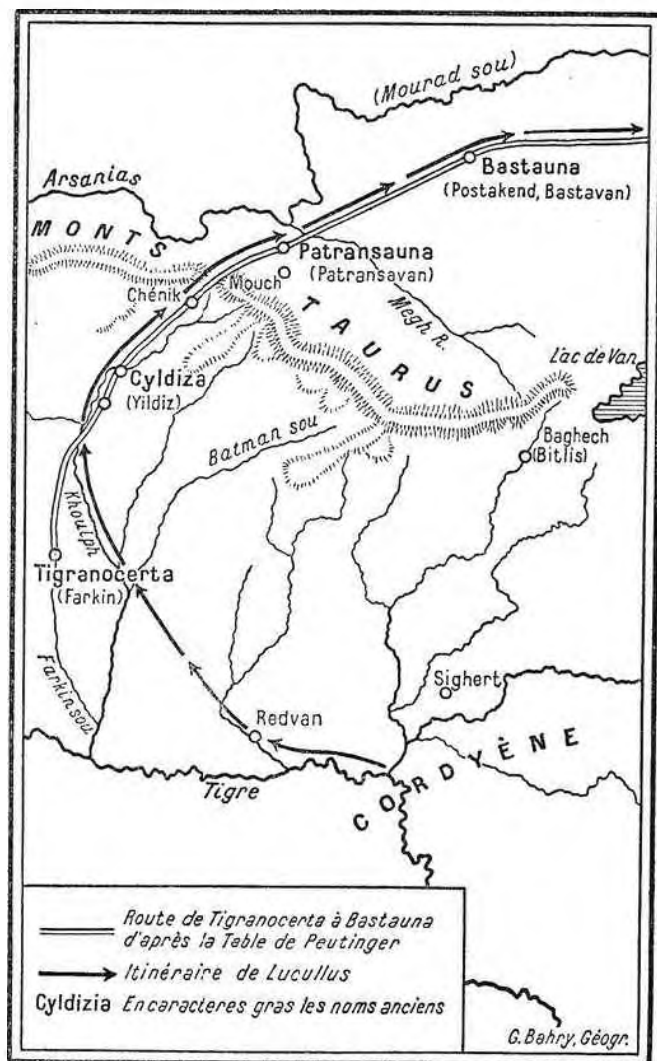 (Mourad sou)
Bastauna
(Postakend, Bastavan)
Arsanias
MONTS
Patransauna
(Patransavan)
Chénik
Mouch
TAURUS
Megh R.
Lac de Van
Cyldiza
(Yildiz)
Batman sou
Baghech
(Bitlis)
Khoulph
Tigranocerta
(Farkin)
Farkin sou
Sighert
Redvan
CORDYÈNE
Tigre
Route de Tigranocerta à Bastauna
d'après la Table de Peutinger
Itinéraire de Lucullus
Cyldizia En caractères gras les noms anciens
G. Bahry, Géogr.